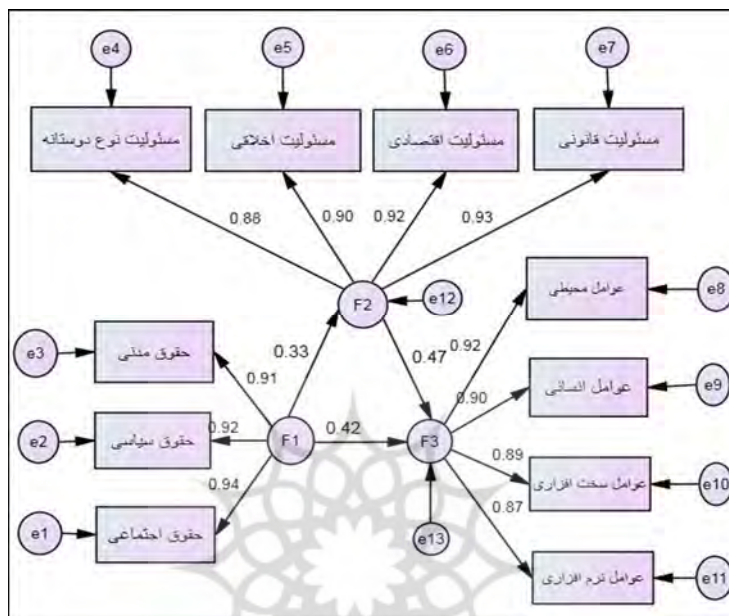 e4
e5
e6
e7
مسئولیت نوع دوستانه
مسئولیت اخلاقی
مسئولیت اقتصادی
مسئولیت قانونی
0.88
0.90
0.92
0.93
F2
e12
عوامل محیطی
e8
e3
حقوق مدنی
0.33
0.47
0.92
0.91
عوامل انسانی
e9
0.90
e2
حقوق سیاسی
0.92
F1
0.42
F3
0.89
عوامل سخت افزاری
e10
0.94
0.87
e1
حقوق اجتماعی
e13
عوامل نرم افزاری
e11